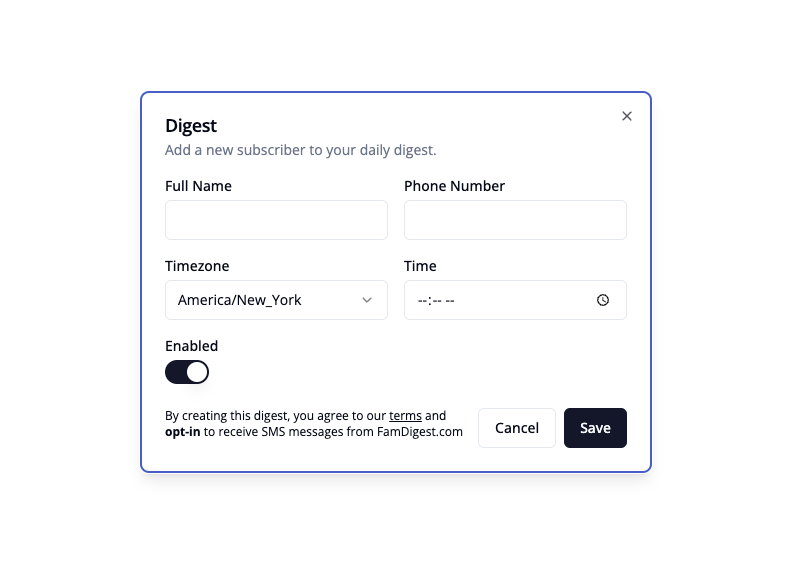 Digest
Add a new subscriber to your daily digest.
Full Name
Phone Number
Timezone
Time
America/New_York
--:-- --
Enabled
By creating this digest, you agree to our terms and
opt-in to receive SMS messages from FamDigest.com
Cancel
Save